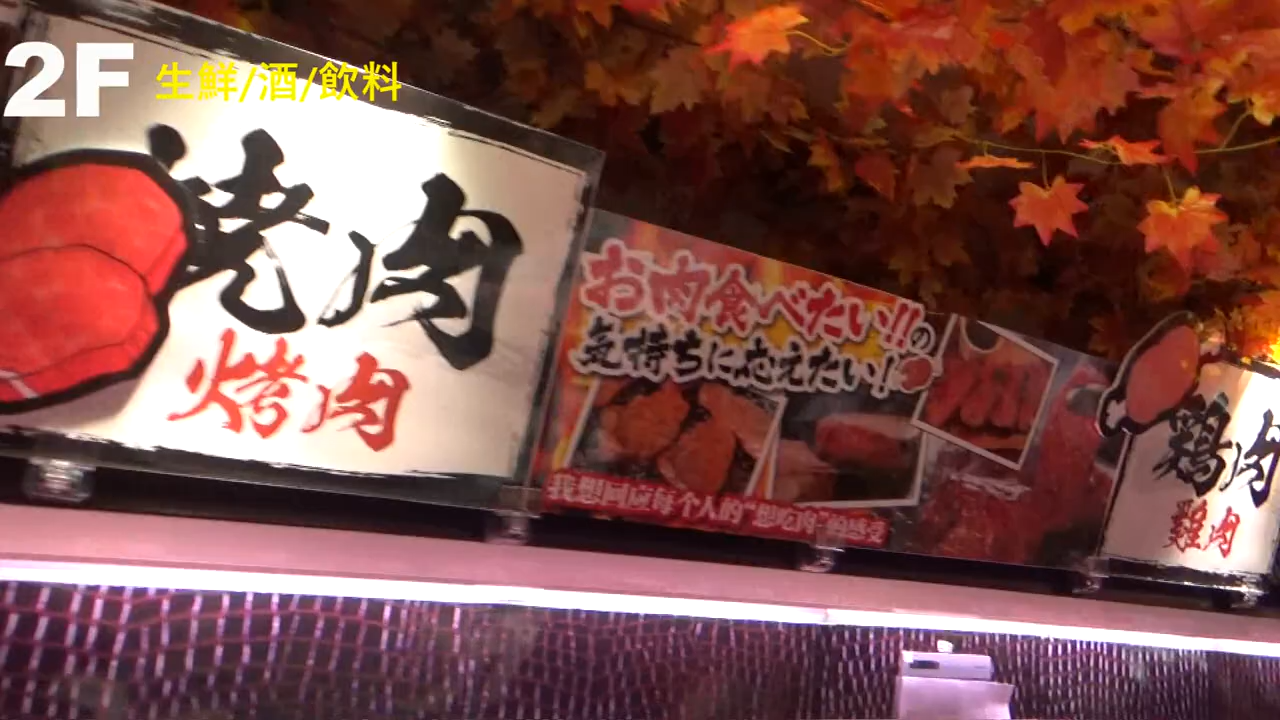 2F 生鮮/酒/飲料
焼肉
烤肉
お肉食べたい!!の
気持ちに応えたい!
我想回应每个人的“想吃肉”的感受
鶏肉
雞肉